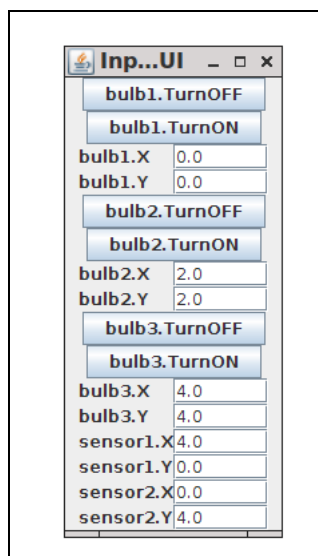 Inp...UI
bulb1.TurnOFF
bulb1.TurnON
bulb1.X 0.0
bulb1.Y 0.0
bulb2.TurnOFF
bulb2.TurnON
bulb2.X 2.0
bulb2.Y 2.0
bulb3.TurnOFF
bulb3.TurnON
bulb3.X 4.0
bulb3.Y 4.0
sensor1.X 4.0
sensor1.Y 0.0
sensor2.X 0.0
sensor2.Y 4.0